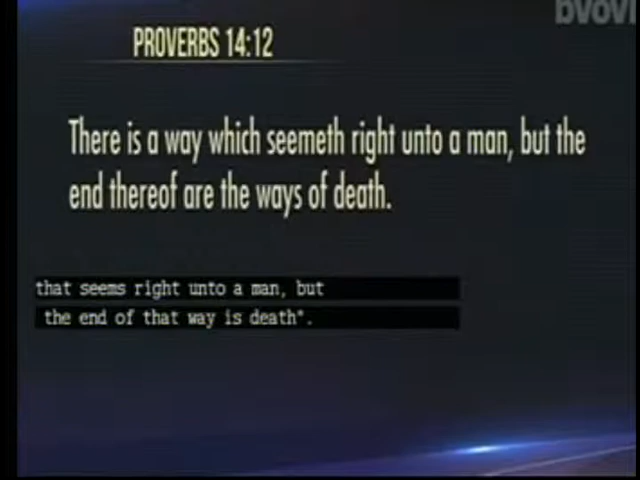 bvov
PROVERBS 14:12
There is a way which seemeth right unto a man, but the
end thereof are the ways of death.
that seems right unto a man, but
the end of that way is death".